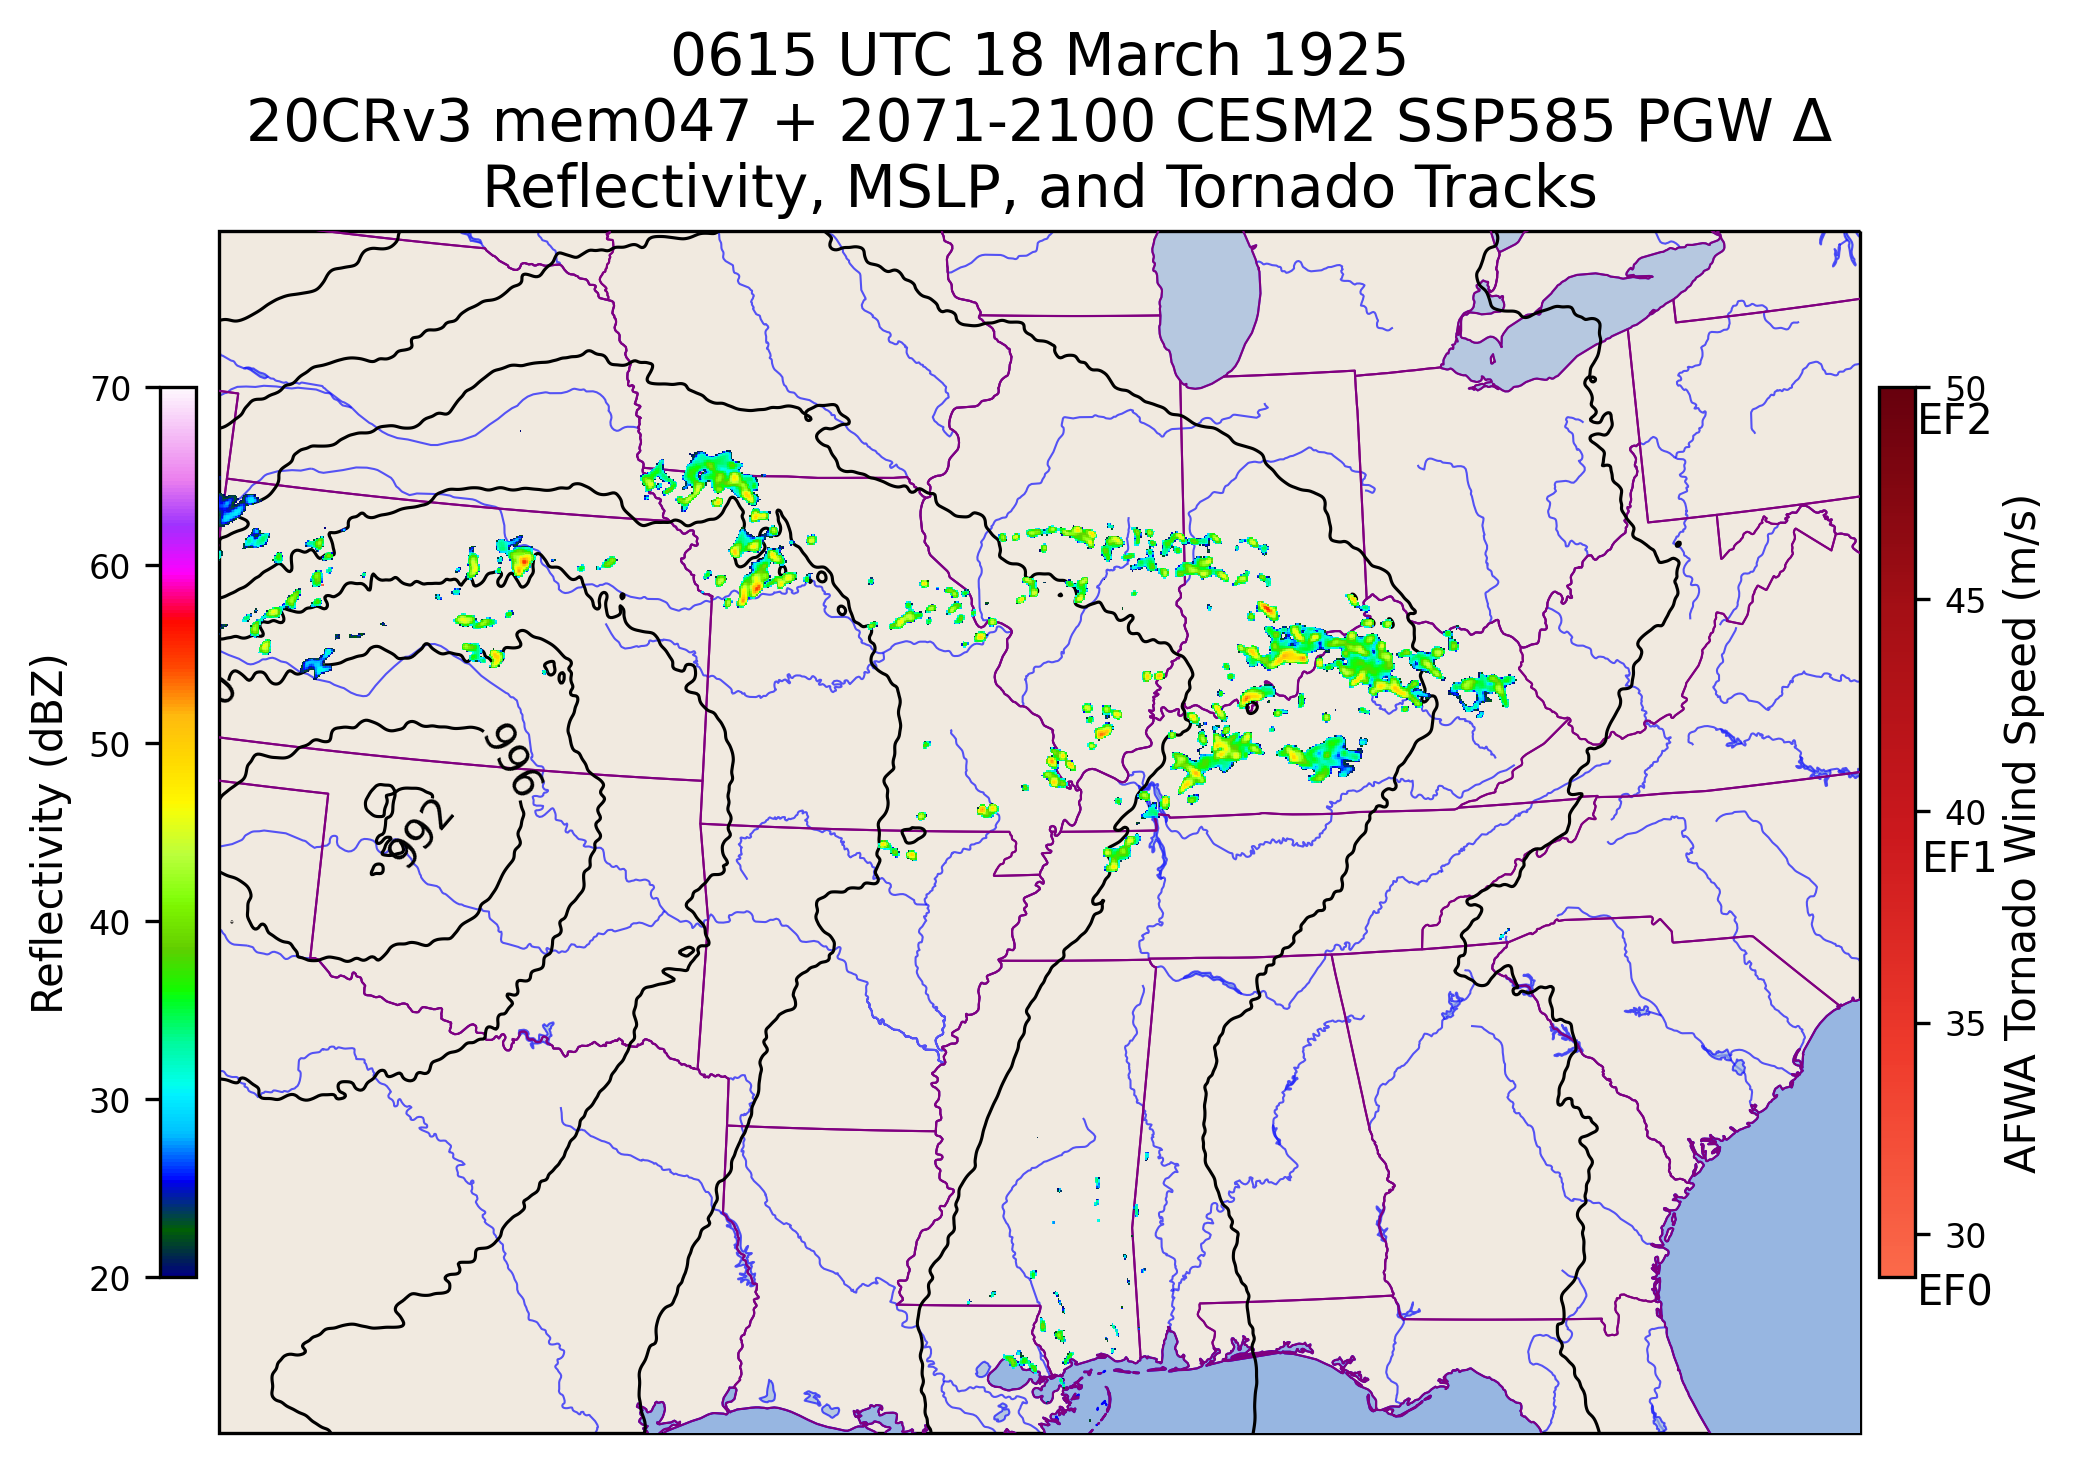 0615 UTC 18 March 1925
20CRv3 mem047 + 2071-2100 CESM2 SSP585 PGW Δ
Reflectivity, MSLP, and Tornado Tracks
70
60
50
40
30
20
Reflectivity (dBZ)
996
992
50
EF2
45
40
EF1
35
30
EF0
AFWA Tornado Wind Speed (m/s)